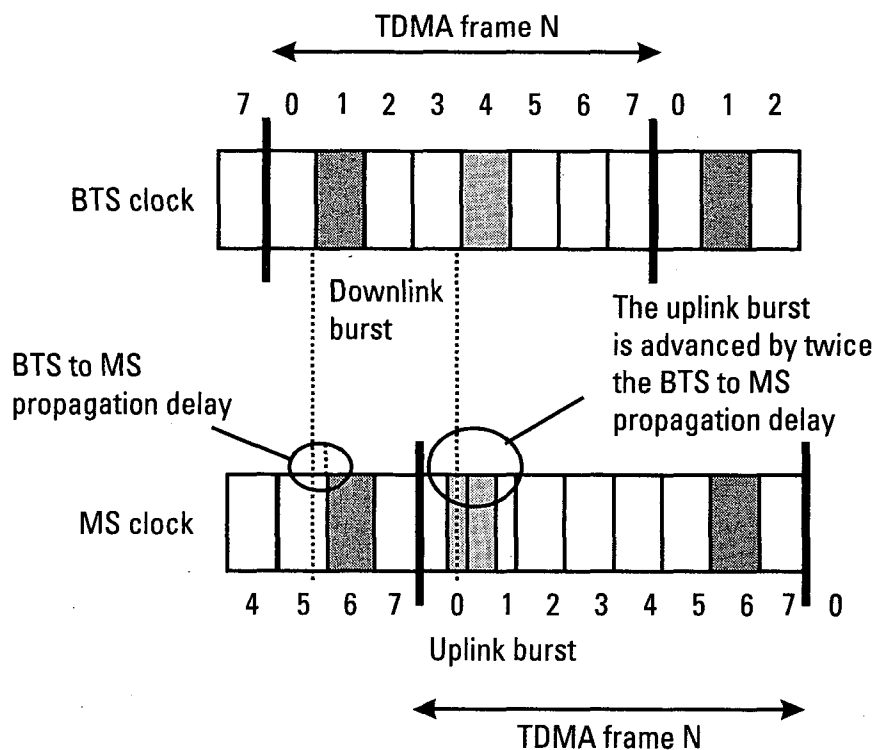 TDMA frame N
7 0 1 2 3 4 5 6 7 0 1 2
BTS clock
Downlink
burst
The uplink burst
is advanced by twice
the BTS to MS
propagation delay
BTS to MS
propagation delay
MS clock
4 5 6 7 0 1 2 3 4 5 6 7 0
Uplink burst
TDMA frame N